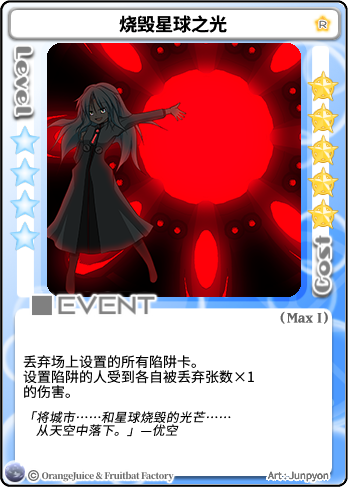 烧毁星球之光
R
Level
Cost
EVENT
(Max 1)
丢弃场上设置的所有陷阱卡。
设置陷阱的人受到各自被丢弃张数×1
的伤害。
「将城市……和星球烧毁的光芒……
从天空中落下。」—优空
© OrangeJuice & Fruitbat Factory
Art: Junpyon